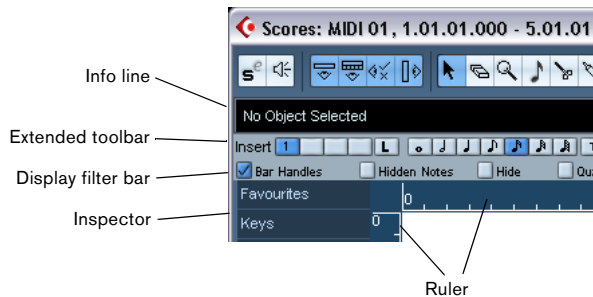 Scores: MIDI 01, 1.01.01.000 - 5.01.01
se
Info line
No Object Selected
Extended toolbar
Insert 1 L
Display filter bar
Bar Handles Hidden Notes Hide
Favourites 0
Inspector
Keys 0
Ruler